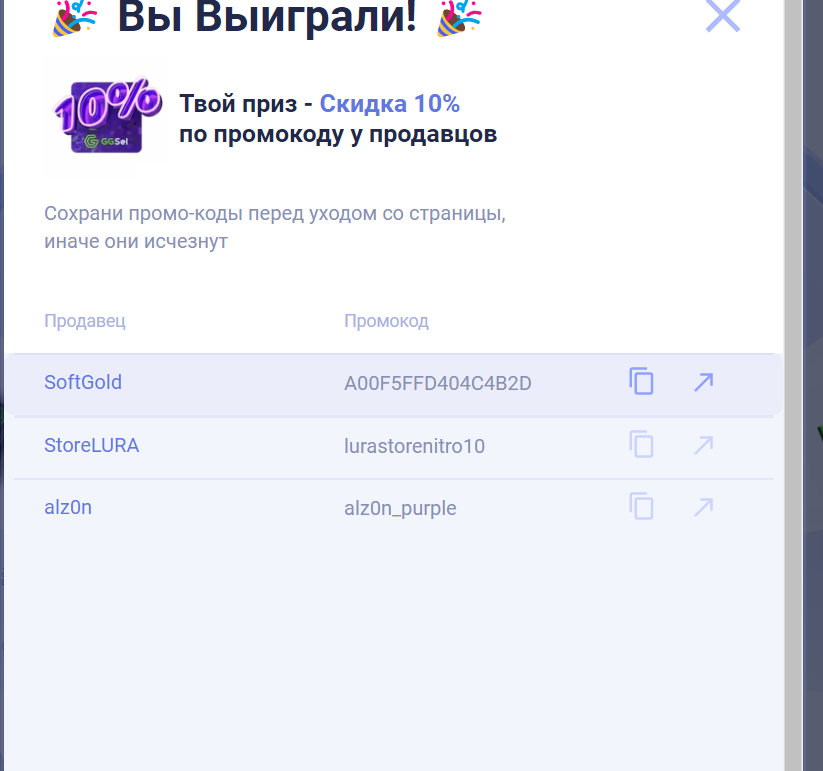 Вы Выиграли!
10%
GGSel
Твой приз - Скидка 10%
по промокоду у продавцов
Сохрани промо-коды перед уходом со страницы,
иначе они исчезнут
Продавец Промокод
SoftGold A00F5FFD404C4B2D
StoreLURA lurastorenitro10
alz0n alz0n_purple